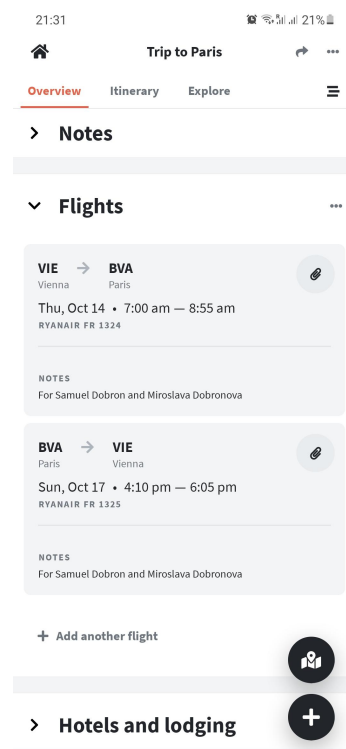 21:31
21%
Trip to Paris
Overview Itinerary Explore
Notes
Flights
VIE → BVA
Vienna Paris
Thu, Oct 14 • 7:00 am — 8:55 am
RYANAIR FR 1324
NOTES
For Samuel Dobron and Miroslava Dobronova
BVA → VIE
Paris Vienna
Sun, Oct 17 • 4:10 pm — 6:05 pm
RYANAIR FR 1325
NOTES
For Samuel Dobron and Miroslava Dobronova
+ Add another flight
Hotels and lodging